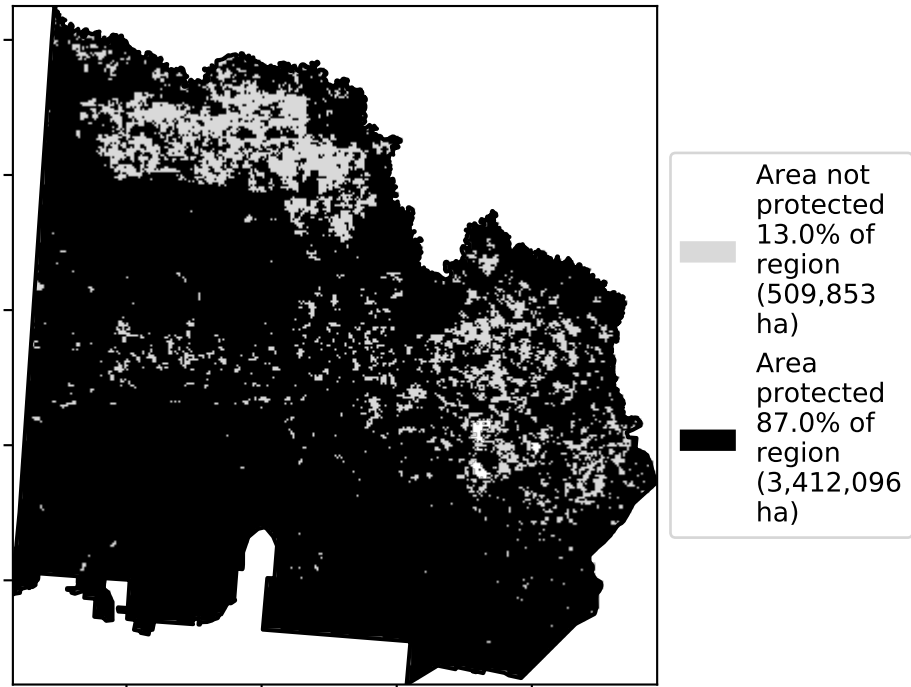 Area not
protected
13.0% of
region
(509,853
ha)
Area
protected
87.0% of
region
(3,412,096
ha)